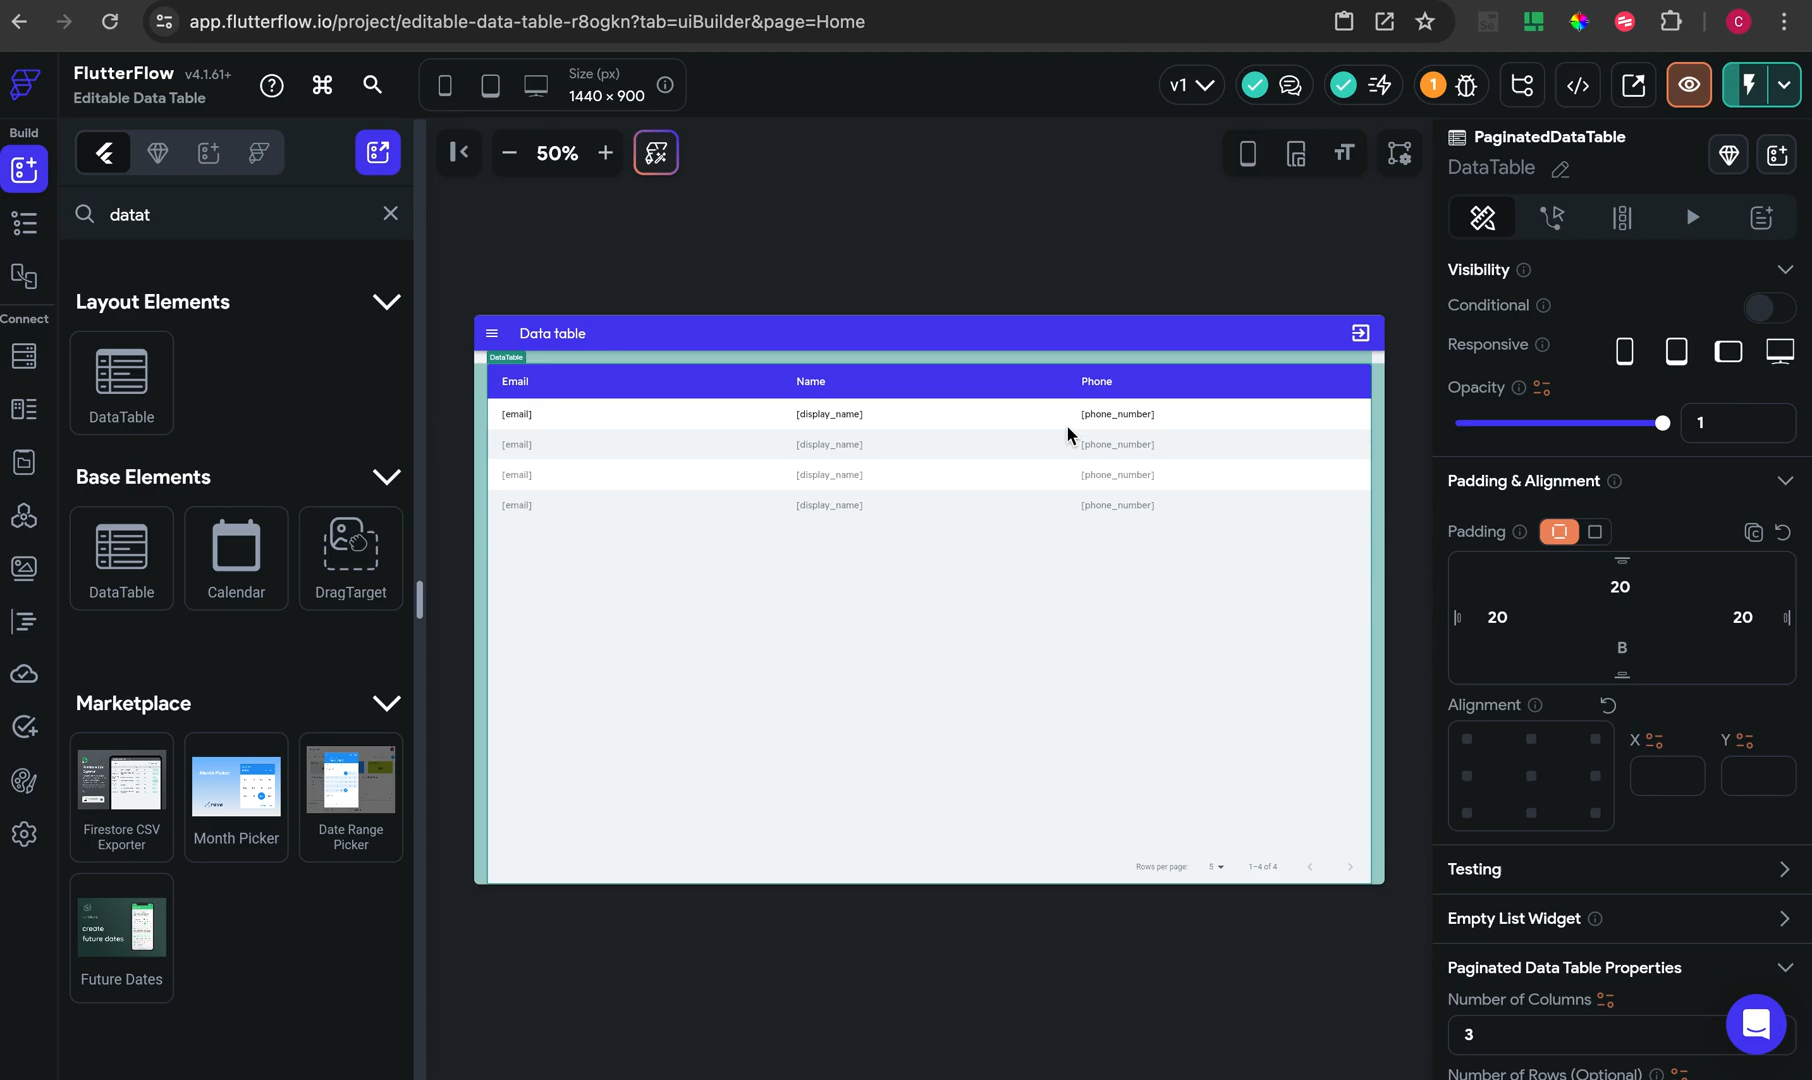 app.flutterflow.io/project/editable-data-table-r8ogkn?tab=uiBuilder&page=Home
C
FlutterFlow v4.1.61+
Editable Data Table
Size (px)
1440 × 900
v1
1
Build
Connect
datat
50%
Layout Elements
DataTable
Base Elements
DataTable
Calendar
DragTarget
Marketplace
Firestore CSV
Exporter
Month Picker
Date Range
Picker
create
future dates
Future Dates
Data table
DataTable
Email
Name
Phone
[email]
[display_name]
[phone_number]
[email]
[display_name]
[phone_number]
[email]
[display_name]
[phone_number]
[email]
[display_name]
[phone_number]
Rows per page:
5
1–4 of 4
PaginatedDataTable
DataTable
Visibility
Conditional
Responsive
Opacity
1
Padding & Alignment
Padding
20
20
20
B
Alignment
X
Y
Testing
Empty List Widget
Paginated Data Table Properties
Number of Columns
3
Number of Rows (Optional)